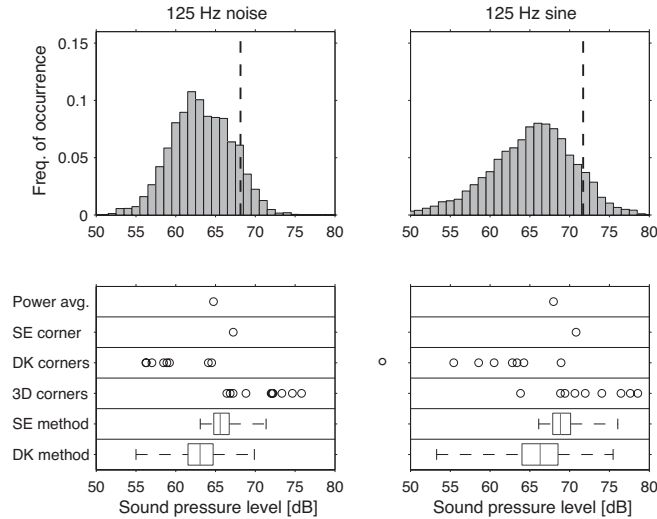 125 Hz noise
125 Hz sine
Freq. of occurrence
0.15
0.1
0.05
0
50 55 60 65 70 75 80
50 55 60 65 70 75 80
Power avg.
SE corner
DK corners
3D corners
SE method
DK method
50 55 60 65 70 75 80
50 55 60 65 70 75 80
Sound pressure level [dB]
Sound pressure level [dB]